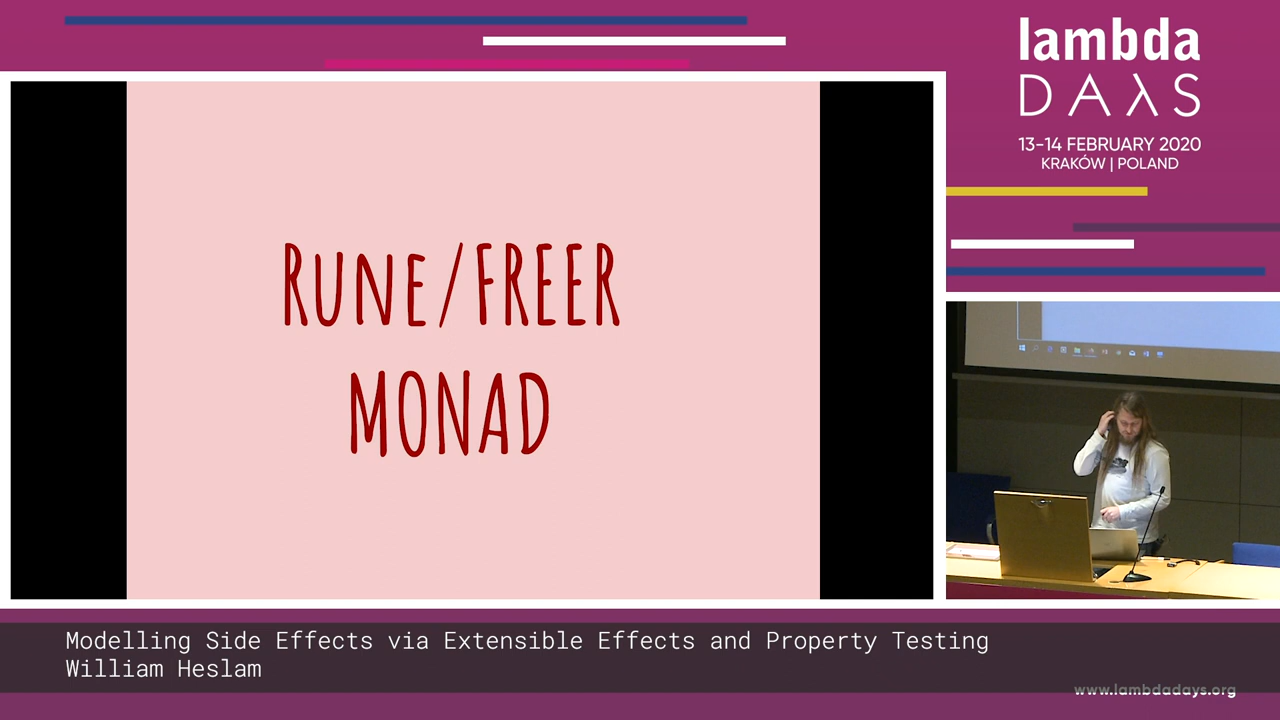 lambda
DAλS
13-14 FEBRUARY 2020
KRAKÓW | POLAND
Rune/FREER
MONAD
Modelling Side Effects via Extensible Effects and Property Testing
William Heslam
www.lambdadays.org